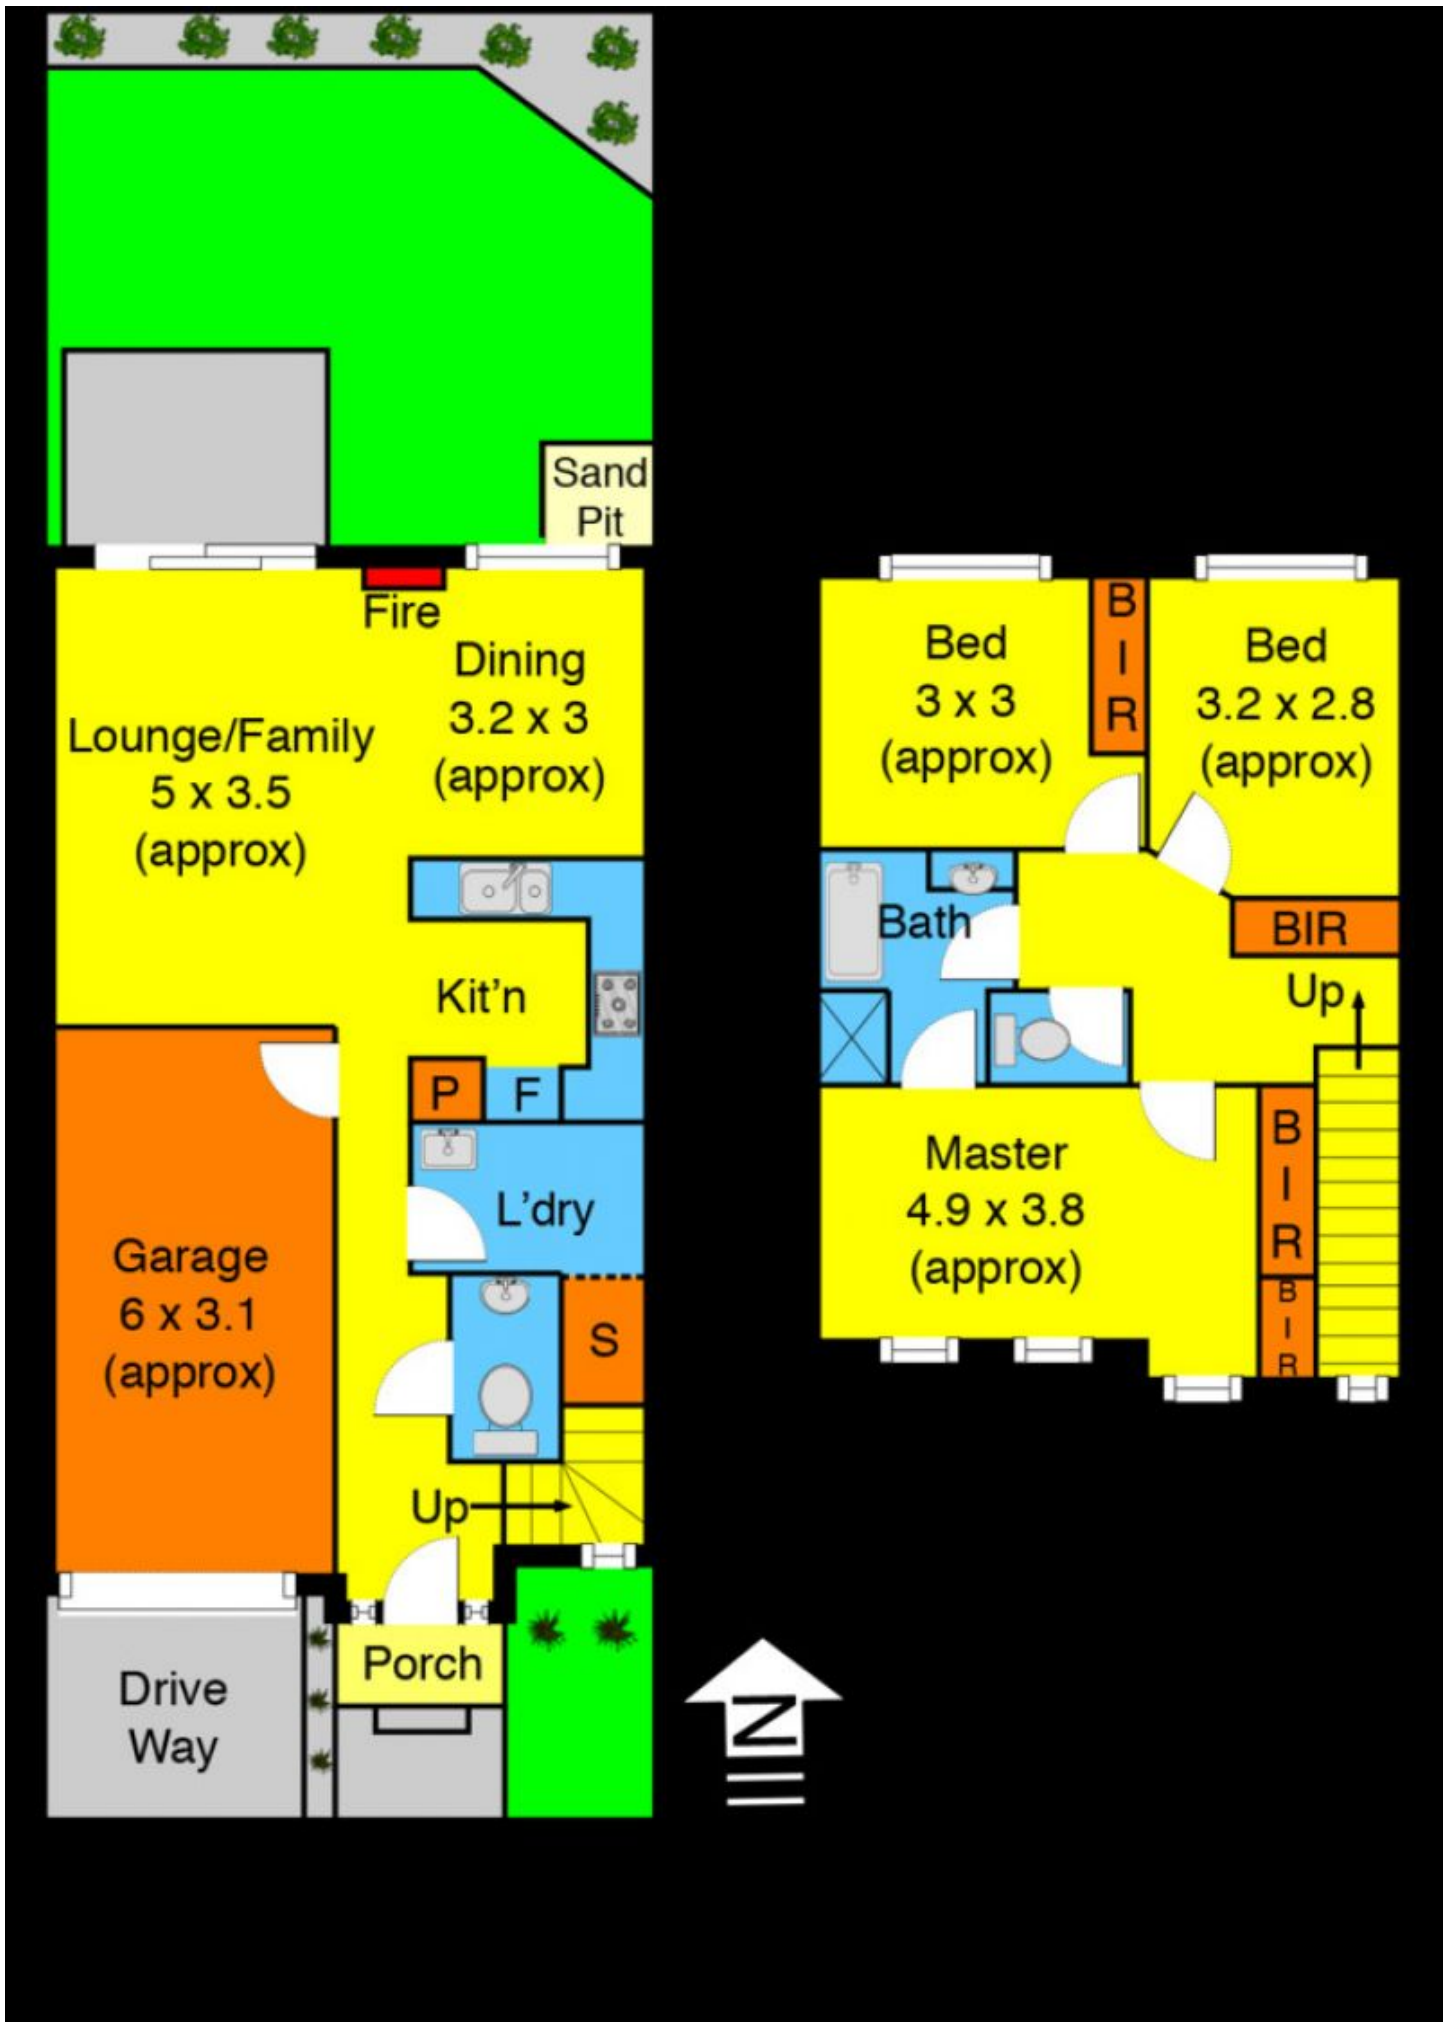 Sand
Pit
Fire
Dining
3.2 x 3
(approx)
Lounge/Family
5 x 3.5
(approx)
Kit'n
P
F
L'dry
Garage
6 x 3.1
(approx)
S
Up
Porch
Drive
Way
N
Bed
3 x 3
(approx)
B
I
R
Bed
3.2 x 2.8
(approx)
Bath
BIR
Up
Master
4.9 x 3.8
(approx)
B
I
R
B
I
R